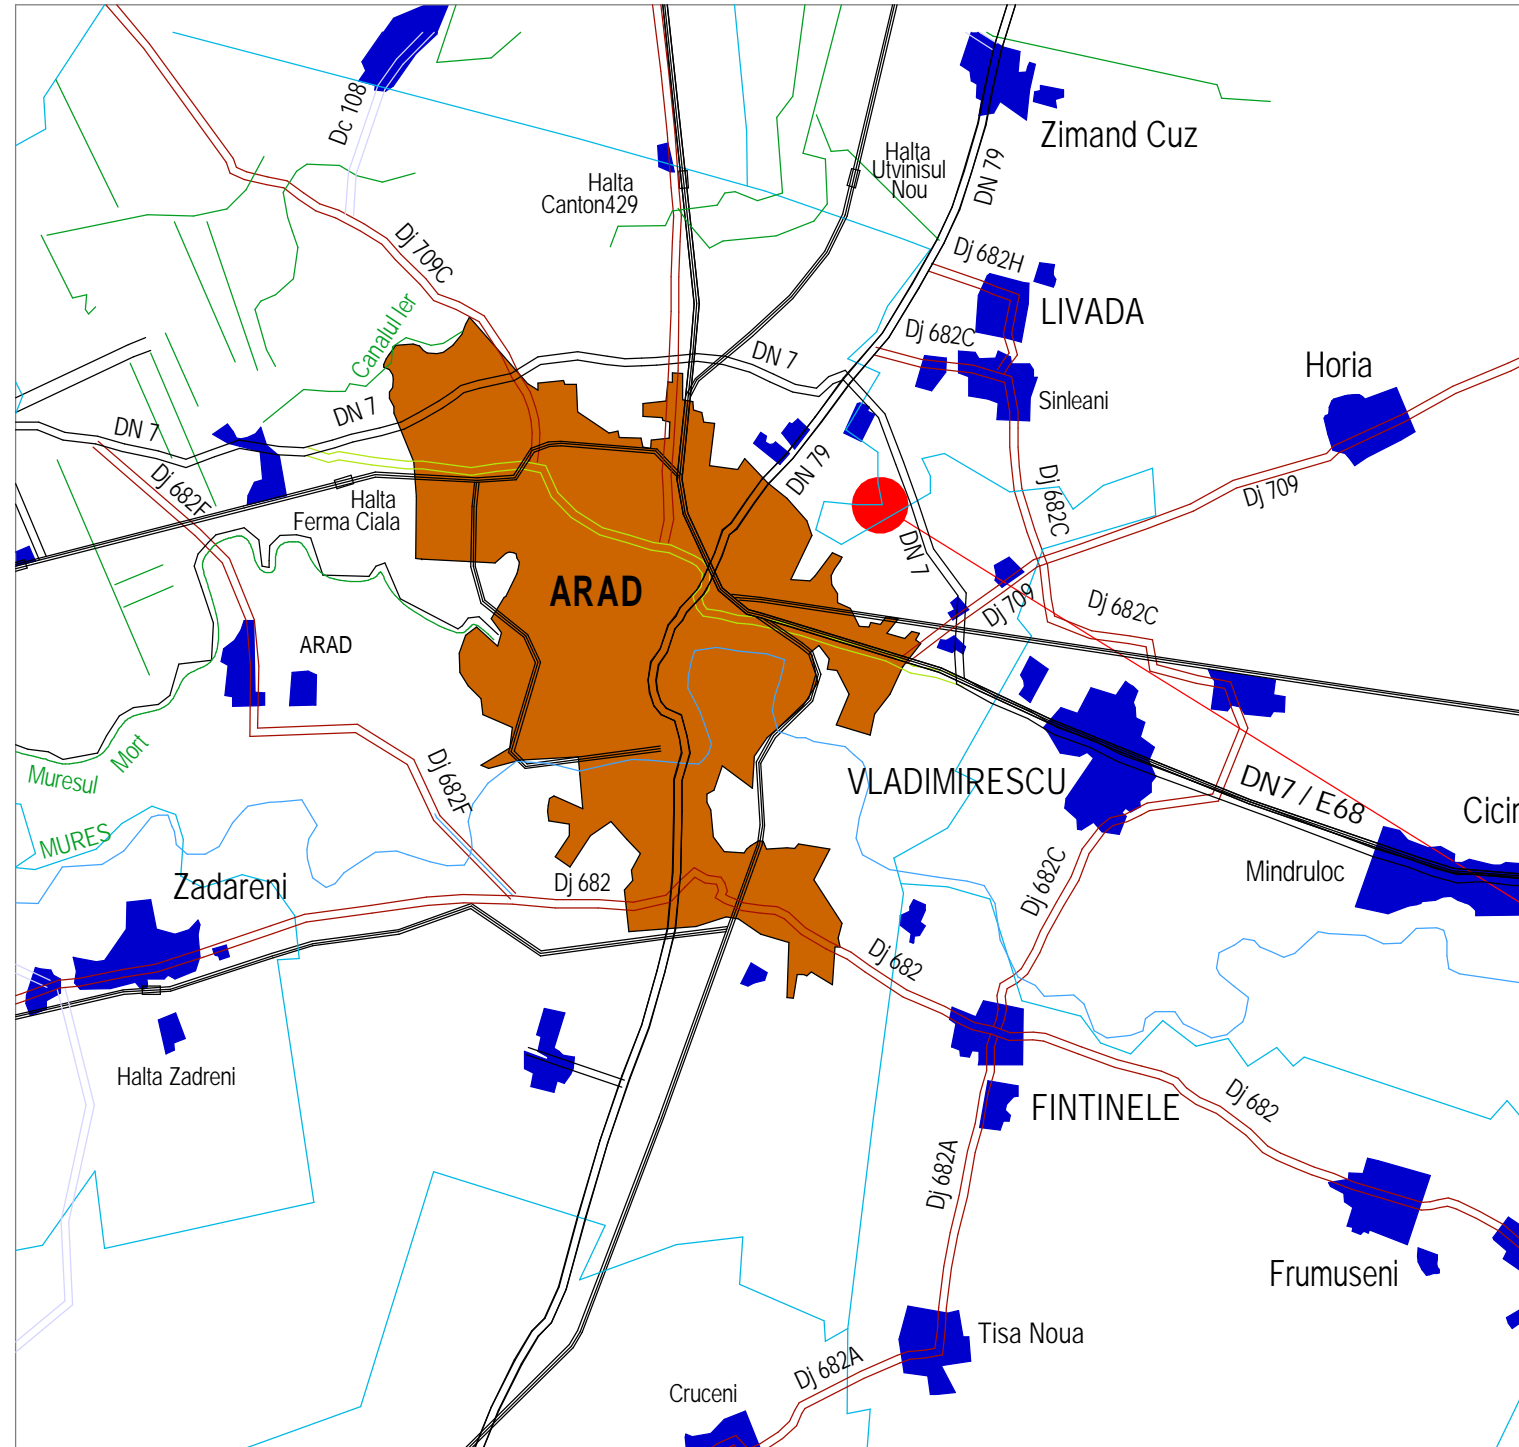 Dc 108
Zimand Cuz
Halta
Utvinisul
Nou
DN 79
Halta
Canton429
Dj 709C
Dj 682H
LIVADA
Canalul Ier
Dj 682C
DN 7
Horia
Sinleani
DN 7
DN 7
DN 79
Dj 682F
Halta
Ferma Ciala
Dj 682C
Dj 709
DN 7
ARAD
Dj 709
Dj 682C
ARAD
Muresul
Mort
Dj 682F
VLADIMIRESCU
DN7 / E68
MURES
Zadareni
Dj 682
Dj 682C
Mindruloc
Dj 682
Halta Zadreni
FINTINELE
Dj 682
Dj 682A
Frumuseni
Tisa Noua
Dj 682A
Cruceni